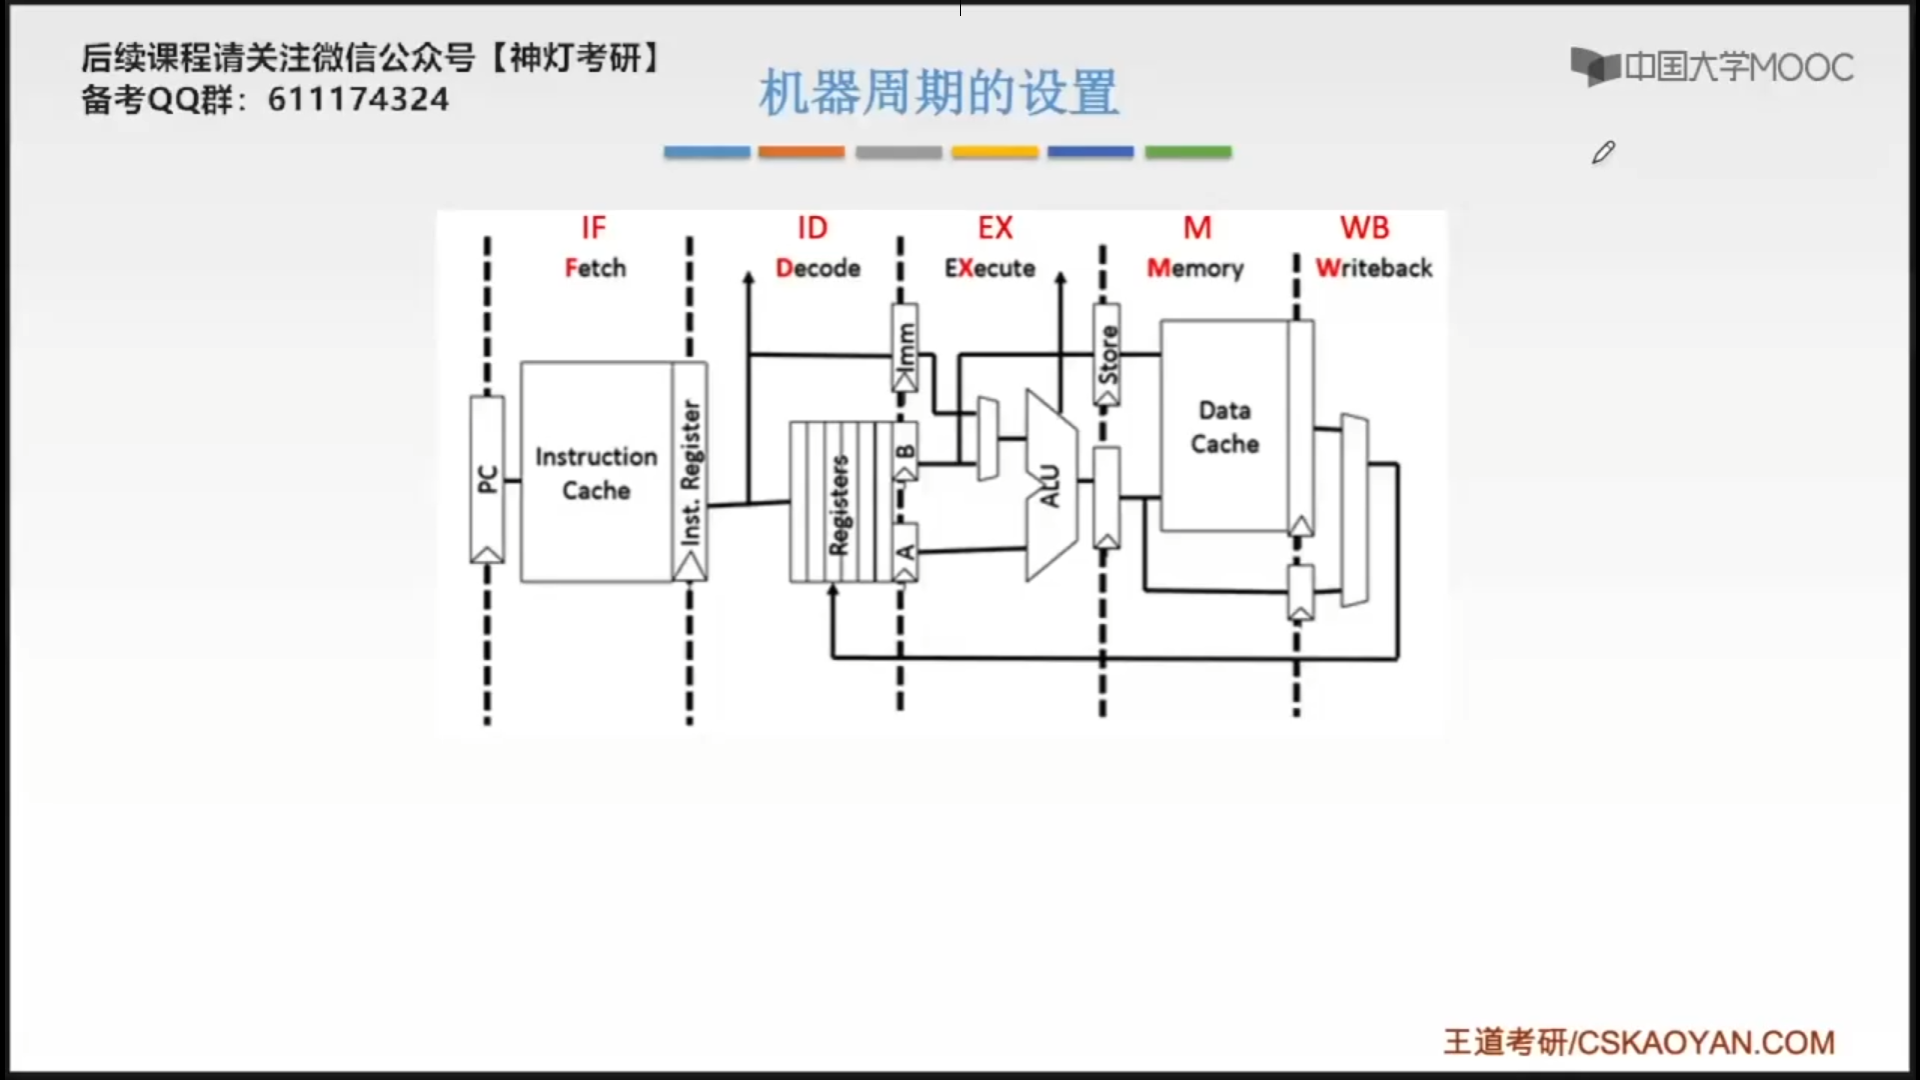 后续课程请关注微信公众号【神灯考研】
备考QQ群：611174324
中国大学MOOC
机器周期的设置
IF
ID
EX
M
WB
Fetch
Decode
EXecute
Memory
Writeback
PC
Instruction
Cache
Inst. Register
Registers
Imm
B
A
ALU
Store
Data
Cache
王道考研/CSKAOYAN.COM